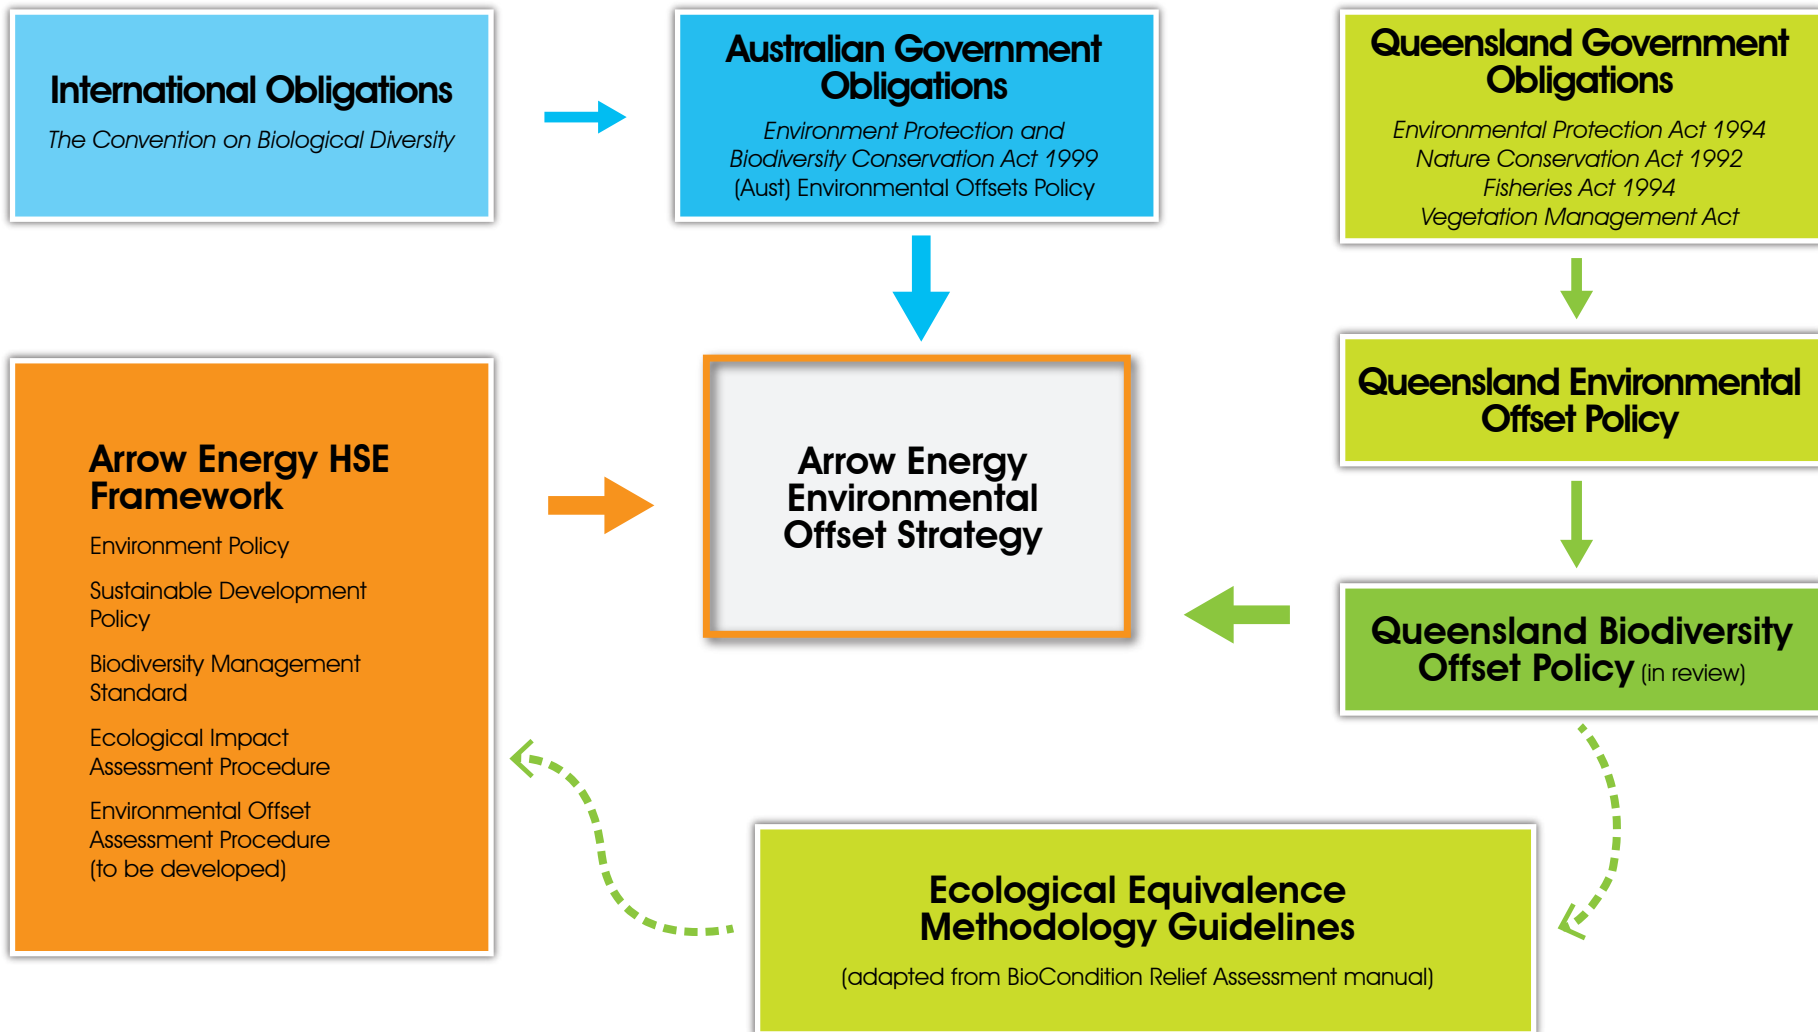 International Obligations
The Convention on Biological Diversity
Australian Government
Obligations
Environment Protection and
Biodiversity Conservation Act 1999
(Aust) Environmental Offsets Policy
Queensland Government
Obligations
Environmental Protection Act 1994
Nature Conservation Act 1992
Fisheries Act 1994
Vegetation Management Act
Queensland Environmental
Offset Policy
Arrow Energy HSE
Framework
Environment Policy
Sustainable Development
Policy
Biodiversity Management
Standard
Ecological Impact
Assessment Procedure
Environmental Offset
Assessment Procedure
(to be developed)
Arrow Energy
Environmental
Offset Strategy
Queensland Biodiversity
Offset Policy (in review)
Ecological Equivalence
Methodology Guidelines
(adapted from BioCondition Relief Assessment manual)